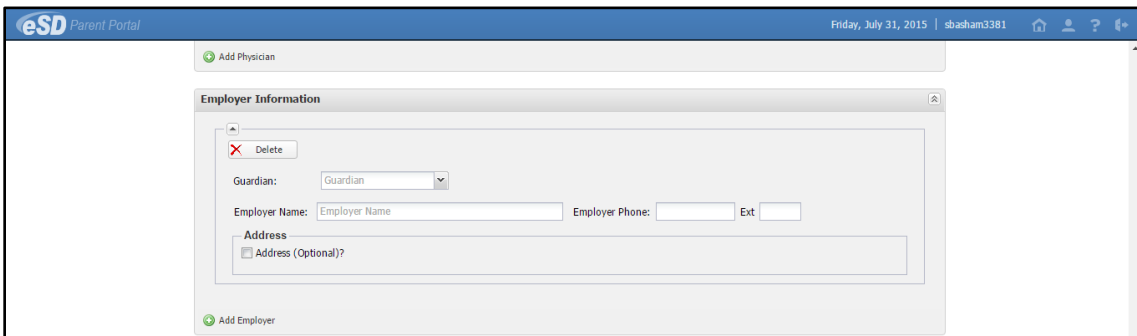 eSD Parent Portal Friday, July 31, 2015 | sbasham3381 ?
Add Physician
Employer Information
Delete
Guardian: Guardian
Employer Name: Employer Name Employer Phone: Ext
Address
Address (Optional)?
Add Employer